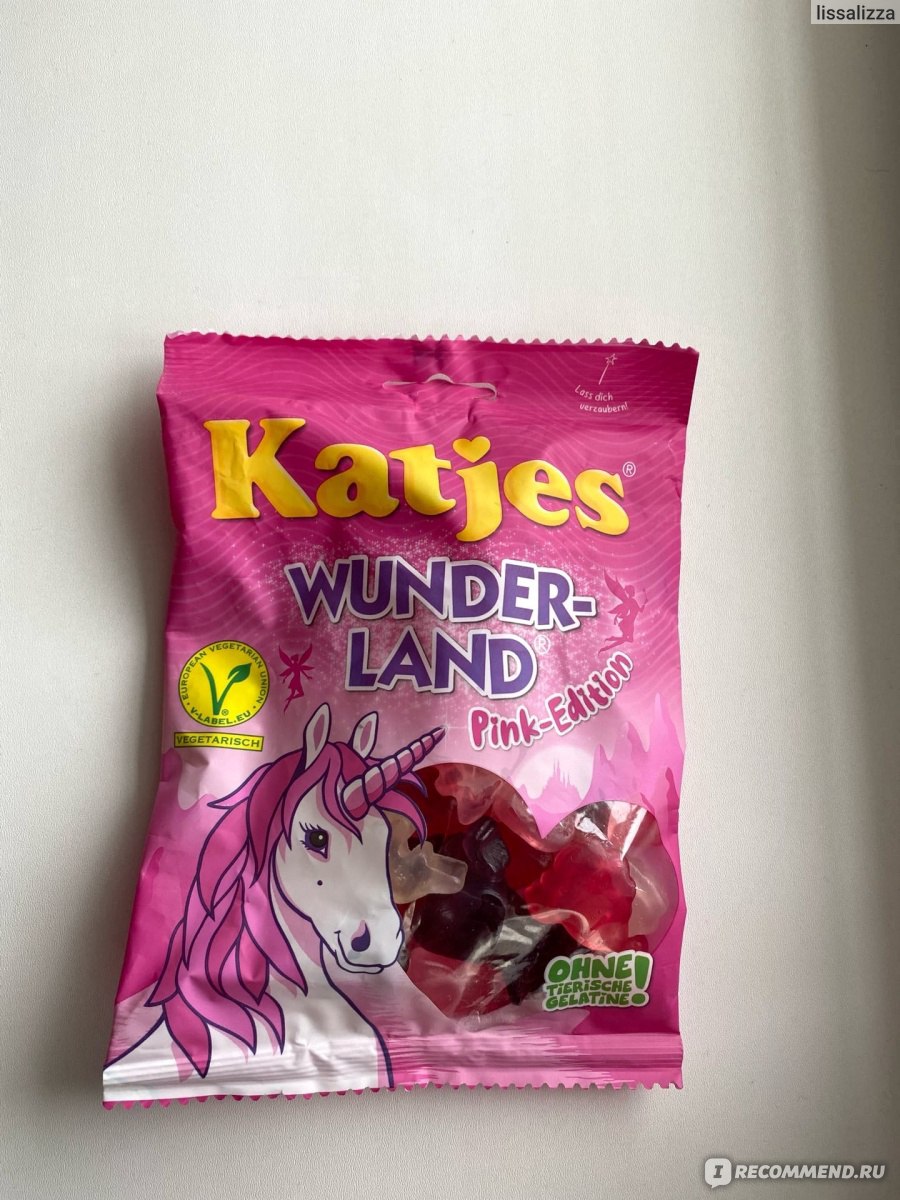 lissalizza
Lass dich
verzaubern!
Katjes®
WUNDER-
LAND®
Pink-Edition
EUROPEAN VEGETARIAN UNION
V®
V-LABEL.EU
VEGETARISCH
OHNE
TIERISCHE
GELATINE!
IRECOMMEND.RU